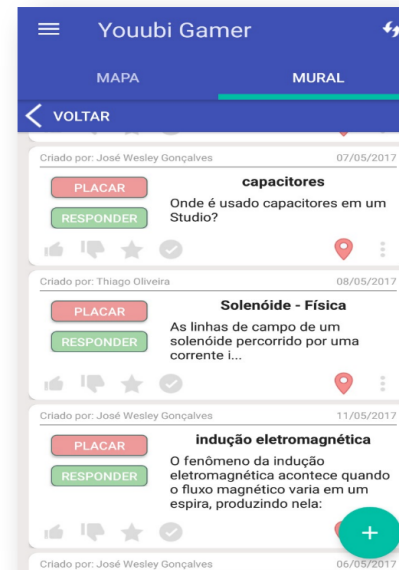 Youubi Gamer
MAPA MURAL
VOLTAR
Criado por: José Wesley Gonçalves 07/05/2017
PLACAR
RESPONDER
capacitores
Onde é usado capacitores em um
Studio?
Criado por: Thiago Oliveira 08/05/2017
PLACAR
RESPONDER
Solenóide - Física
As linhas de campo de um
solenóide percorrido por uma
corrente i...
Criado por: José Wesley Gonçalves 11/05/2017
PLACAR
RESPONDER
indução eletromagnética
O fenômeno da indução
eletromagnética acontece quando
o fluxo magnético varia em um
espira, produzindo nela:
Criado por: José Wesley Gonçalves 06/05/2017